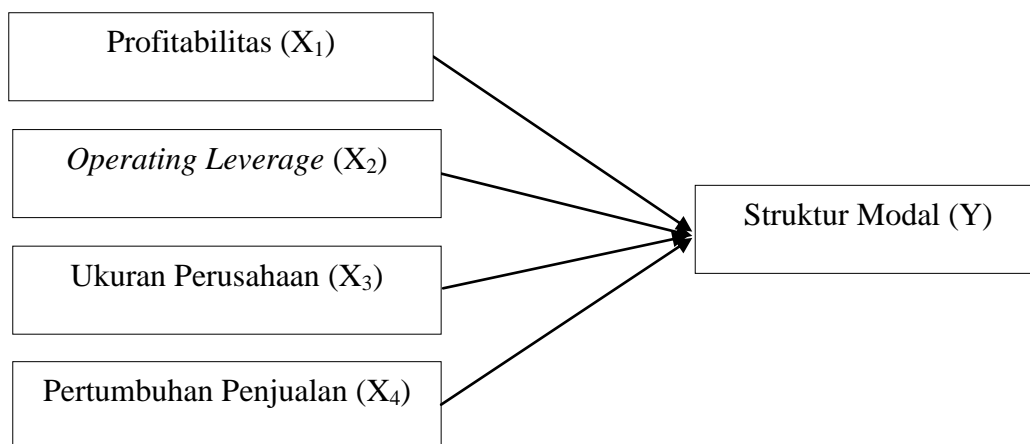 Profitabilitas (X₁)
Operating Leverage (X₂)
Struktur Modal (Y)
Ukuran Perusahaan (X₃)
Pertumbuhan Penjualan (X₄)